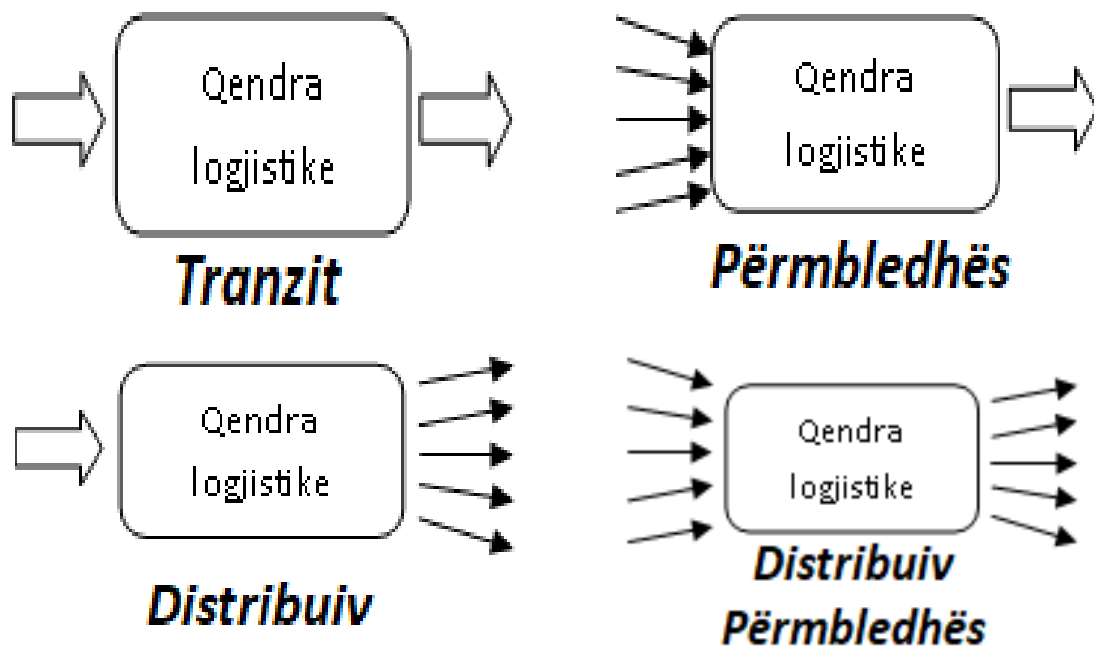 Qendra
logjistike
Tranzit
Qendra
logjistike
Përmbledhës
Qendra
logjistike
Distribuiv
Qendra
logjistike
Distribuiv
Përmbledhës